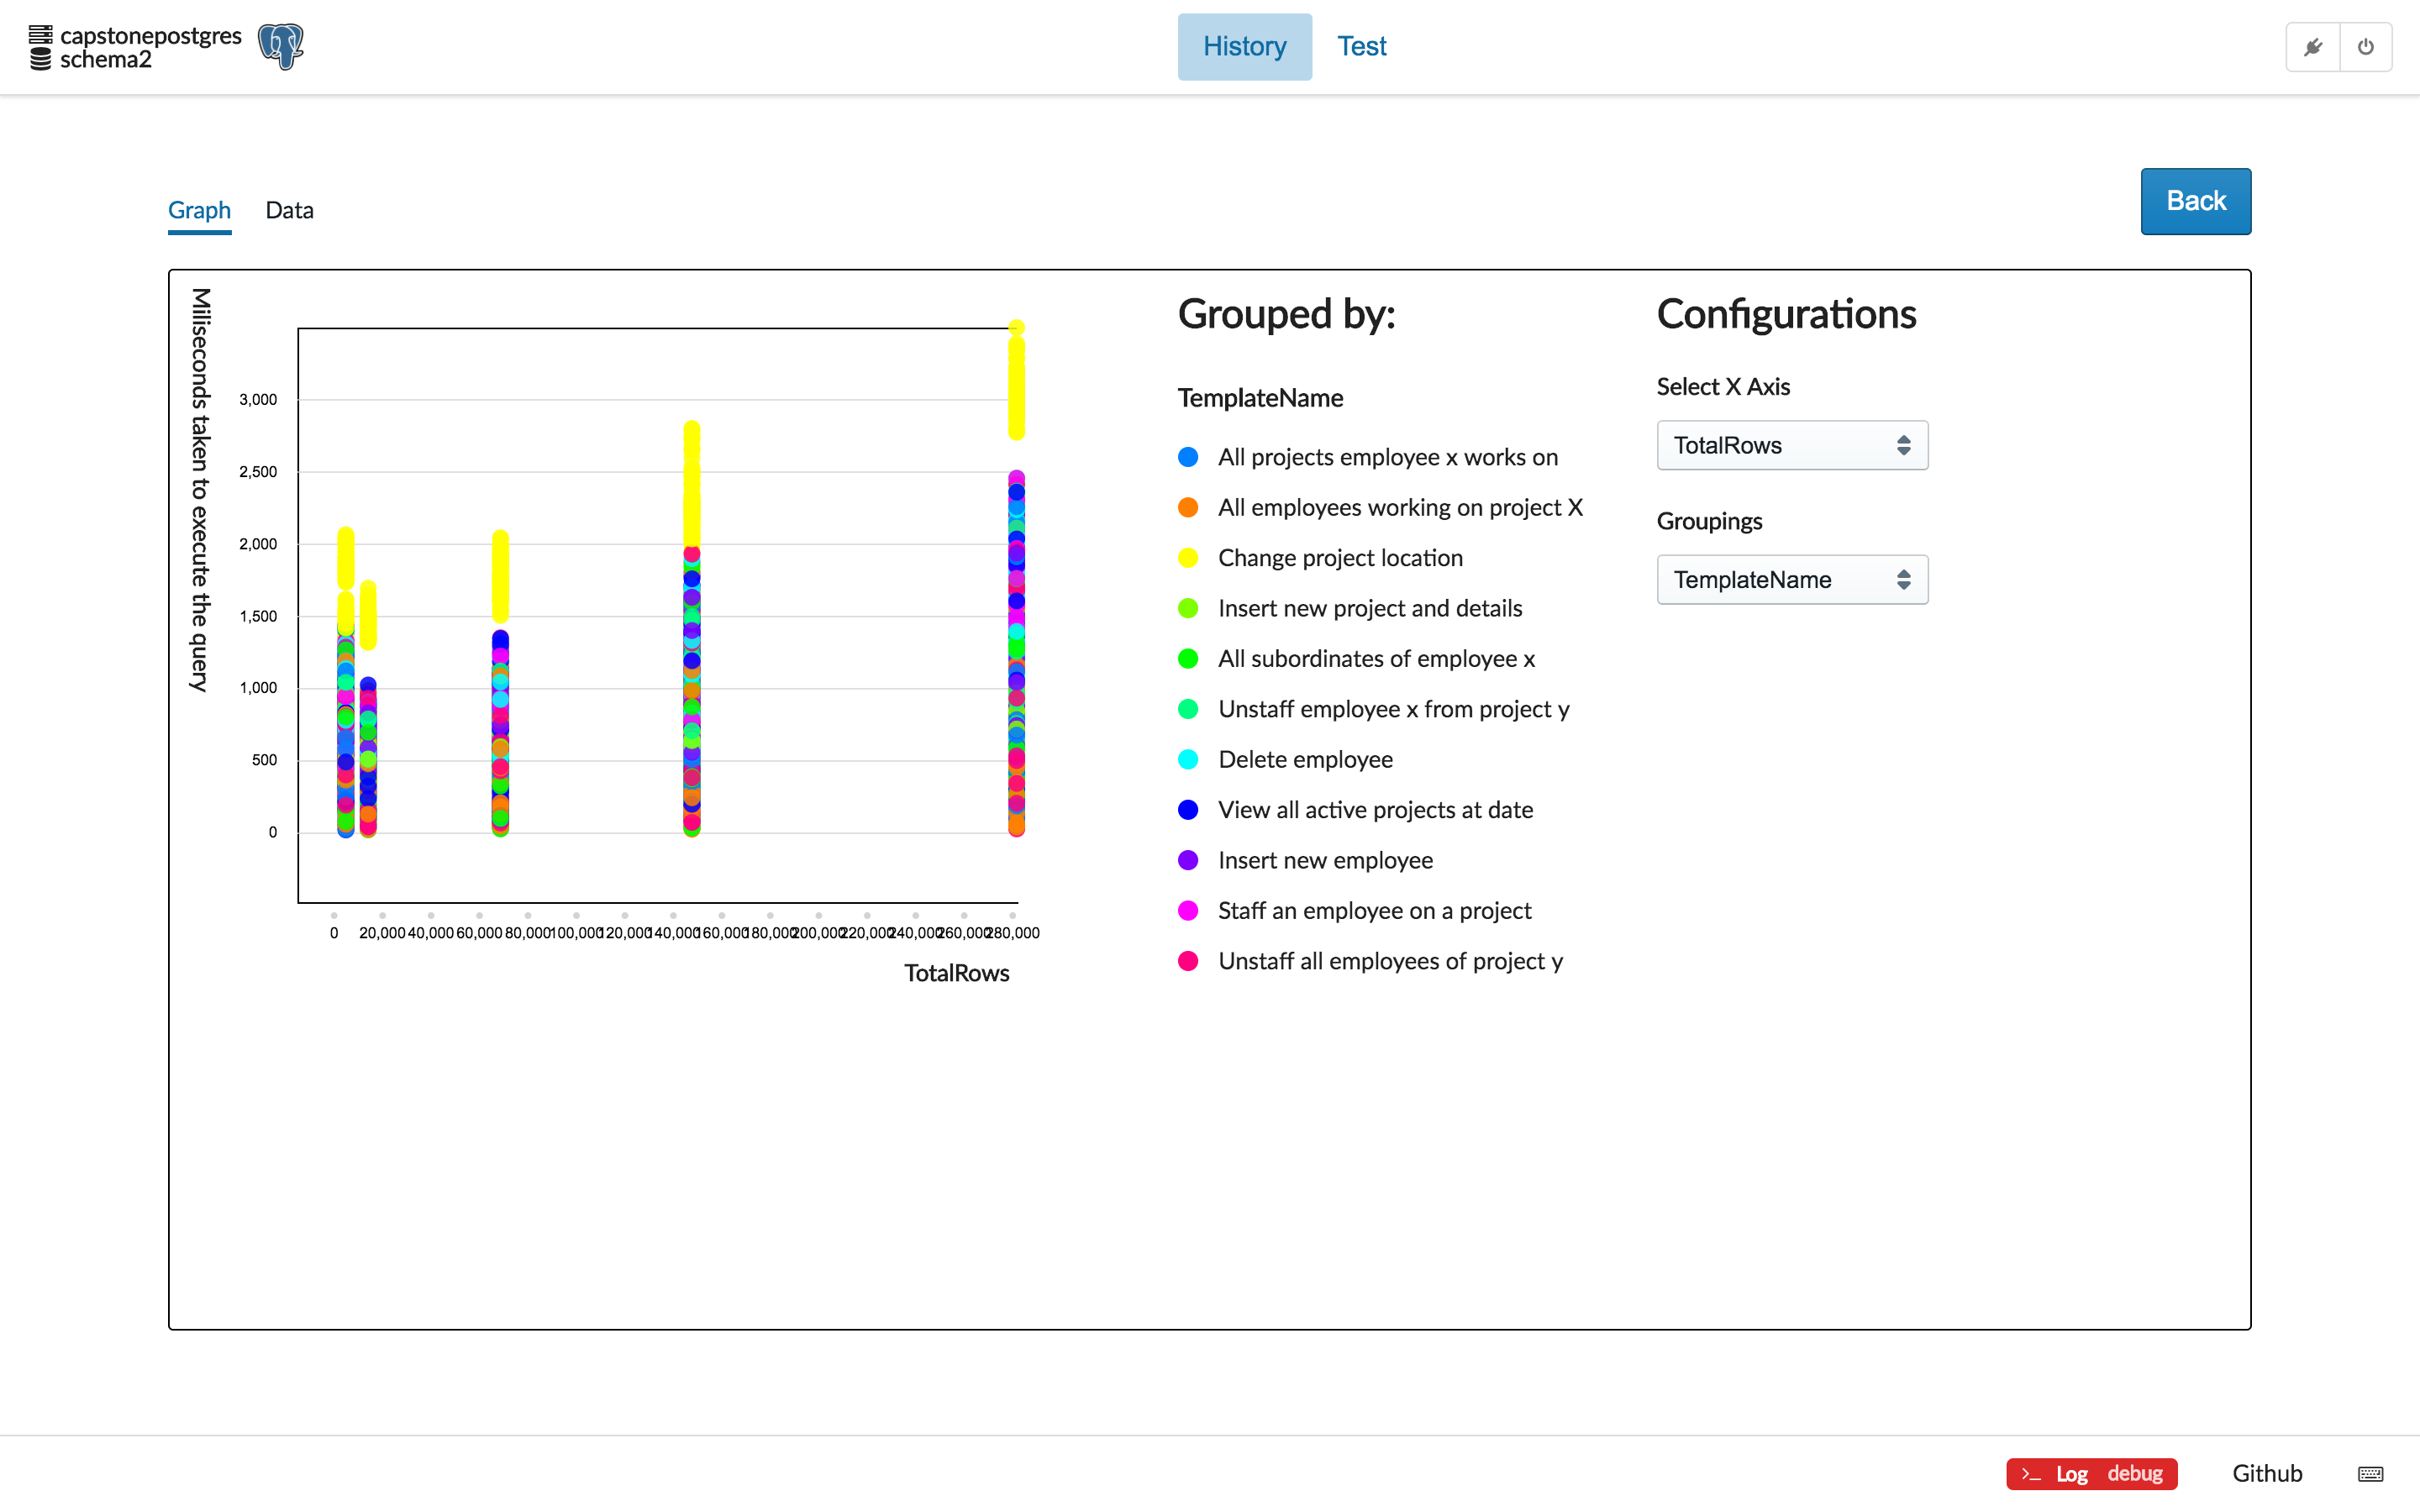 capstonepostgres
schema2
History
Test
Graph
Data
Back
Miliseconds taken to execute the query
3,000
2,500
2,000
1,500
1,000
500
0
0
20,000
40,000
60,000
80,000
100,000
120,000
140,000
160,000
180,000
200,000
220,000
240,000
260,000
280,000
TotalRows
Grouped by:
TemplateName
All projects employee x works on
All employees working on project X
Change project location
Insert new project and details
All subordinates of employee x
Unstaff employee x from project y
Delete employee
View all active projects at date
Insert new employee
Staff an employee on a project
Unstaff all employees of project y
Configurations
Select X Axis
TotalRows
Groupings
TemplateName
>_ Log debug
Github